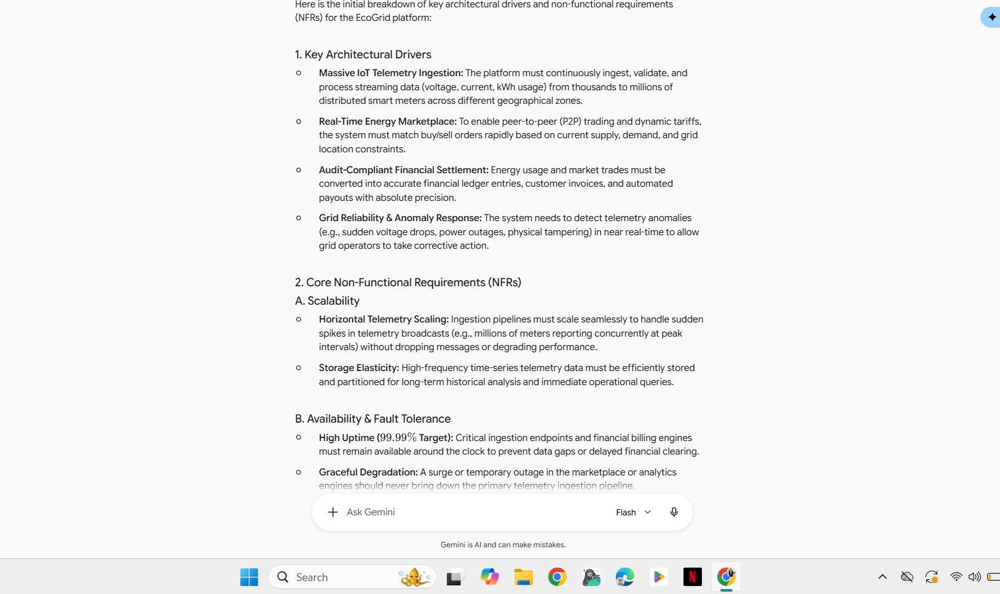 Here is the initial breakdown of key architectural drivers and non-functional requirements
(NFRs) for the EcoGrid platform:
1. Key Architectural Drivers
Massive IoT Telemetry Ingestion: The platform must continuously ingest, validate, and
process streaming data (voltage, current, kWh usage) from thousands to millions of
distributed smart meters across different geographical zones.
Real-Time Energy Marketplace: To enable peer-to-peer (P2P) trading and dynamic tariffs,
the system must match buy/sell orders rapidly based on current supply, demand, and grid
location constraints.
Audit-Compliant Financial Settlement: Energy usage and market trades must be
converted into accurate financial ledger entries, customer invoices, and automated
payouts with absolute precision.
Grid Reliability & Anomaly Response: The system needs to detect telemetry anomalies
(e.g., sudden voltage drops, power outages, physical tampering) in near real-time to allow
grid operators to take corrective action.
2. Core Non-Functional Requirements (NFRs)
A. Scalability
Horizontal Telemetry Scaling: Ingestion pipelines must scale seamlessly to handle sudden
spikes in telemetry broadcasts (e.g., millions of meters reporting concurrently at peak
intervals) without dropping messages or degrading performance.
Storage Elasticity: High-frequency time-series telemetry data must be efficiently stored
and partitioned for long-term historical analysis and immediate operational queries.
B. Availability & Fault Tolerance
High Uptime (99.99% Target): Critical ingestion endpoints and financial billing engines
must remain available around the clock to prevent data gaps or delayed financial clearing.
Graceful Degradation: A surge or temporary outage in the marketplace or analytics
engines should never bring down the primary telemetry ingestion pipeline.
Ask Gemini
Flash
Gemini is AI and can make mistakes.
Search
N